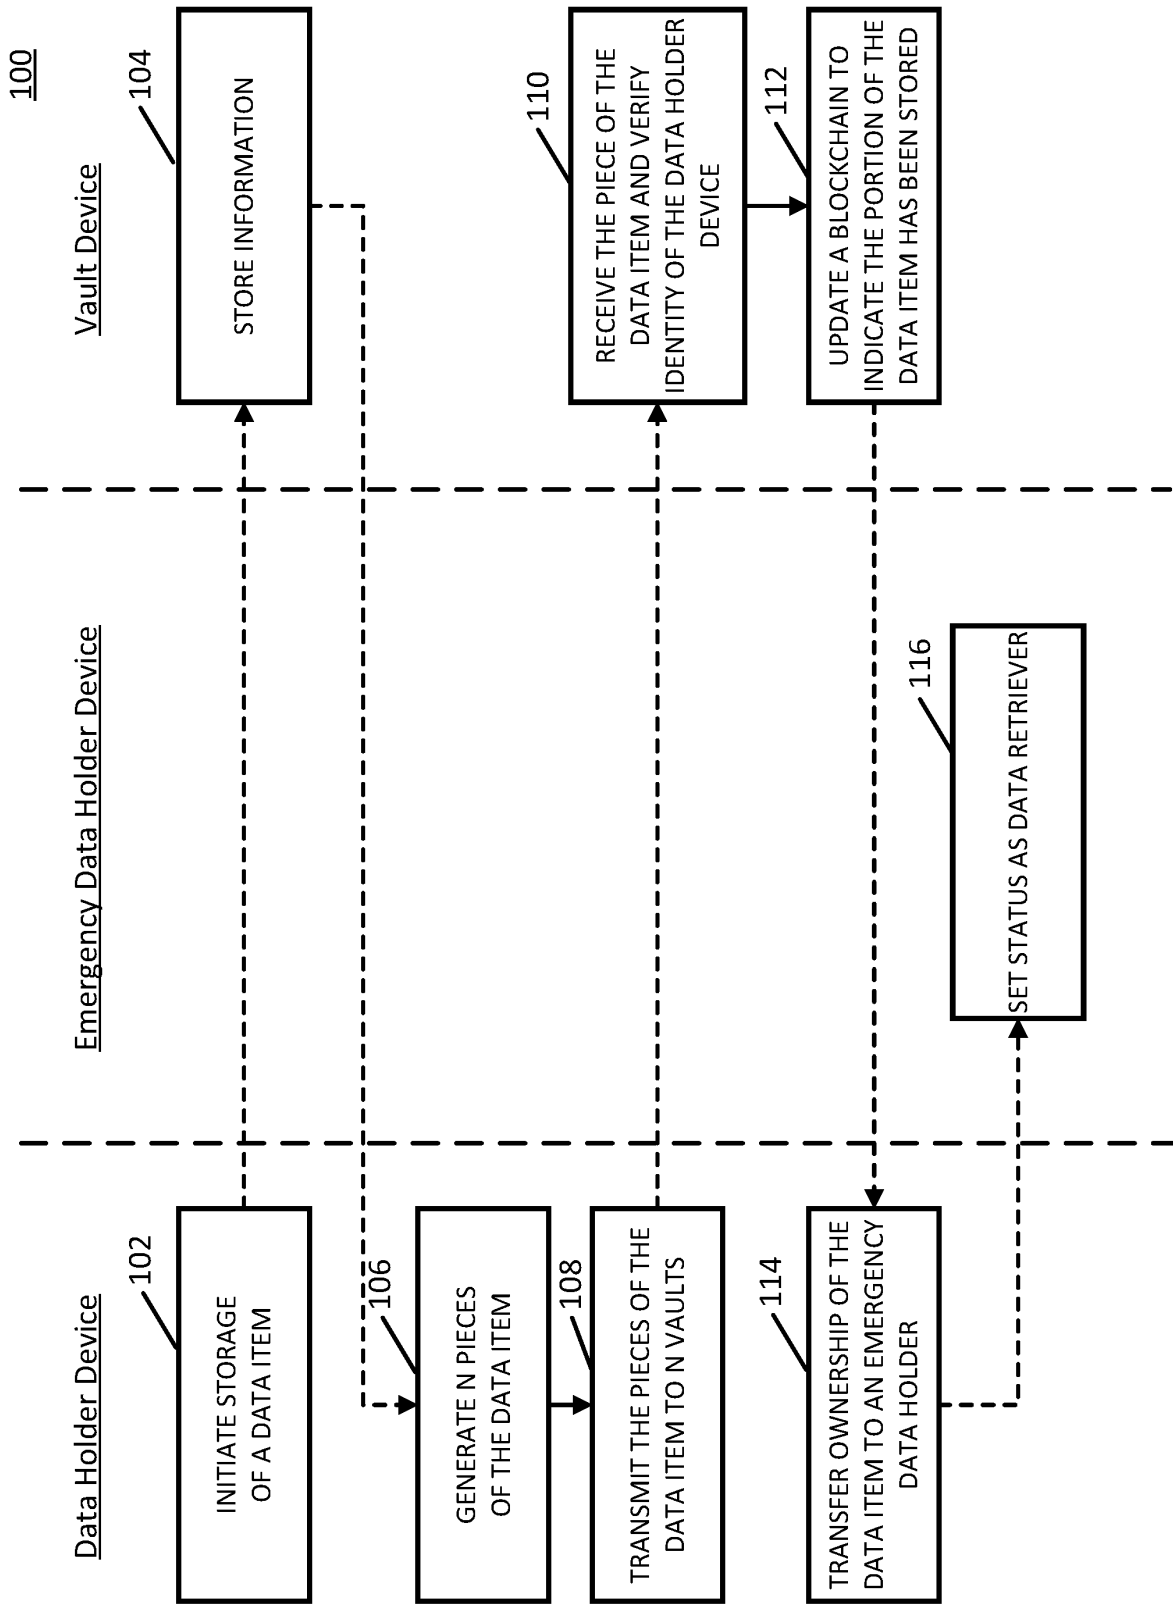 100
Data Holder Device
Emergency Data Holder Device
Vault Device
102
INITIATE STORAGE
OF A DATA ITEM
104
STORE INFORMATION
106
GENERATE N PIECES
OF THE DATA ITEM
108
TRANSMIT THE PIECES OF THE
DATA ITEM TO N VAULTS
110
RECEIVE THE PIECE OF THE
DATA ITEM AND VERIFY
IDENTITY OF THE DATA HOLDER
DEVICE
112
UPDATE A BLOCKCHAIN TO
INDICATE THE PORTION OF THE
DATA ITEM HAS BEEN STORED
114
TRANSFER OWNERSHIP OF THE
DATA ITEM TO AN EMERGENCY
DATA HOLDER
116
SET STATUS AS DATA RETRIEVER